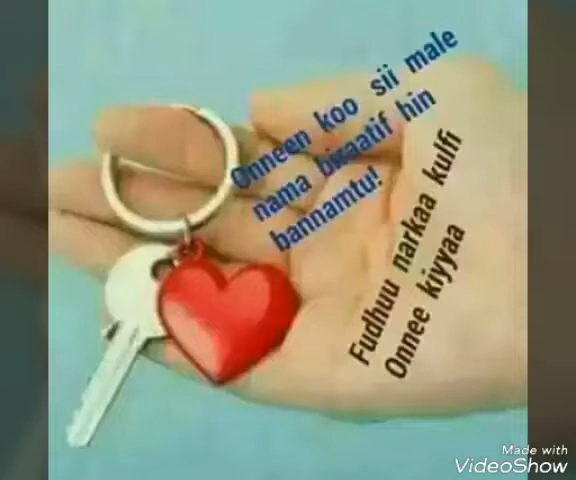 Onneen koo sii male
nama biraatif hin
bannamtu!
Fudhuu narkaa kulfi
Onnee kiyyaa
Made with
VideoShow